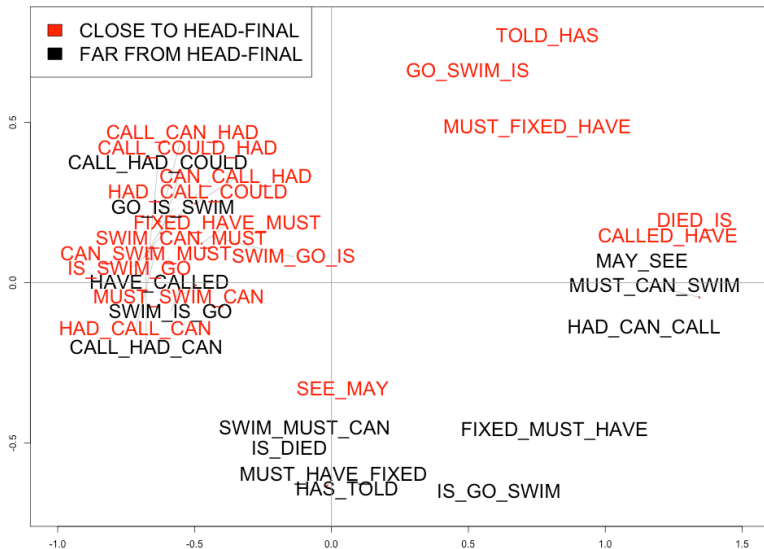 CLOSE TO HEAD-FINAL
FAR FROM HEAD-FINAL
TOLD_HAS
GO_SWIM_IS
MUST_FIXED_HAVE
0.5
CALL_CAN_HAD
CALL_COULD_HAD
CALL_HAD_COULD
CAN_CALL_HAD
HAD_CALL_COULD
GO_IS_SWIM
FIXED_HAVE_MUST
DIED_IS
SWIM_CAN_MUST
CALLED_HAVE
CAN_SWIM_MUST
SWIM_GO_IS
IS_SWIM_GO
MAY_SEE
0.0
HAVE_CALLED
MUST_CAN_SWIM
MUST_SWIM_CAN
SWIM_IS_GO
HAD_CALL_CAN
HAD_CAN_CALL
CALL_HAD_CAN
SEE_MAY
SWIM_MUST_CAN
FIXED_MUST_HAVE
-0.5
IS_DIED
MUST_HAVE_FIXED
HAS_TOLD
IS_GO_SWIM
-1.0 -0.5 0.0 0.5 1.0 1.5